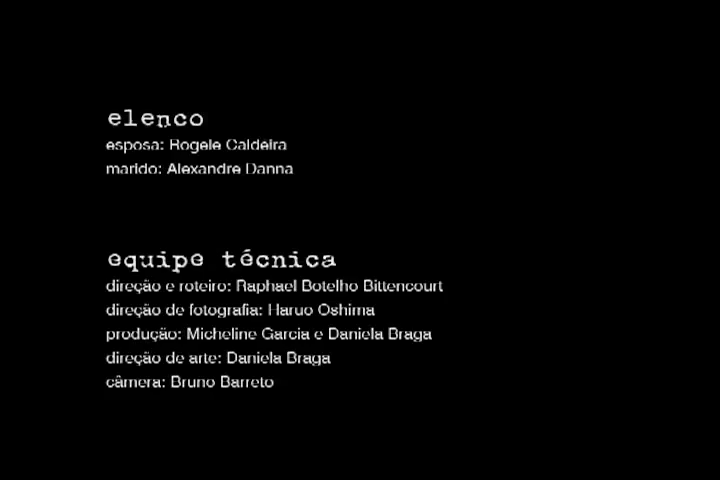 elenco
esposa: Rogele Caldeira
marido: Alexandre Danna
equipe técnica
direção e roteiro: Raphael Botelho Bittencourt
direção de fotografia: Haruo Oshima
produção: Micheline Garcia e Daniela Braga
direção de arte: Daniela Braga
câmera: Bruno Barreto